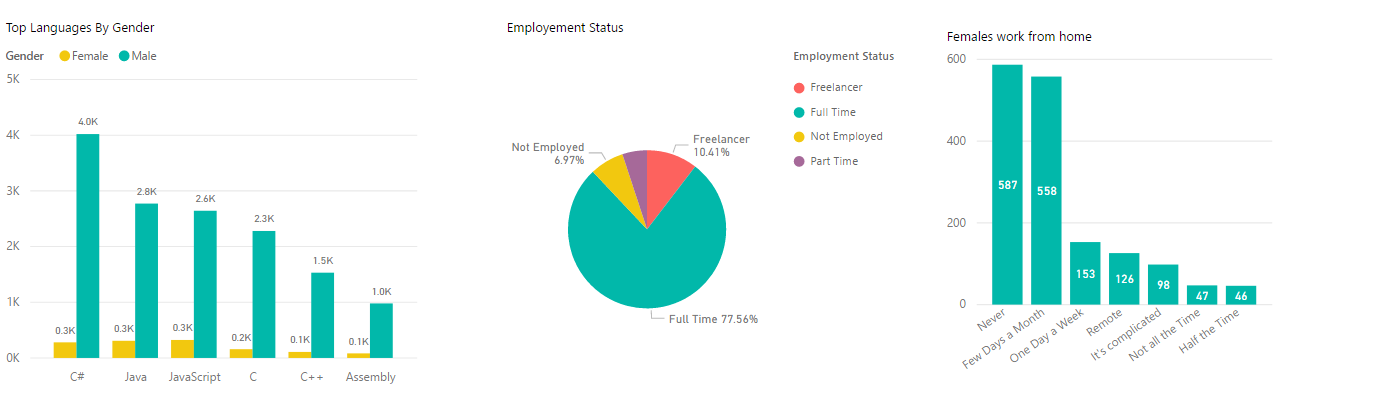 Top Languages By Gender
Gender Female Male
5K
4K
3K
2K
1K
0K
4.0K
2.8K
2.6K
2.3K
1.5K
1.0K
0.3K
0.3K
0.3K
0.2K
0.1K
0.1K
C# Java JavaScript C C++ Assembly
Employement Status
Employment Status
Freelancer
Full Time
Not Employed
Part Time
Not Employed
6.97%
Freelancer
10.41%
Full Time 77.56%
Females work from home
600
400
200
0
587
558
153
126
98
47
46
Never
Few Days a Month
One Day a Week
Remote
It's complicated
Not all the Time
Half the Time